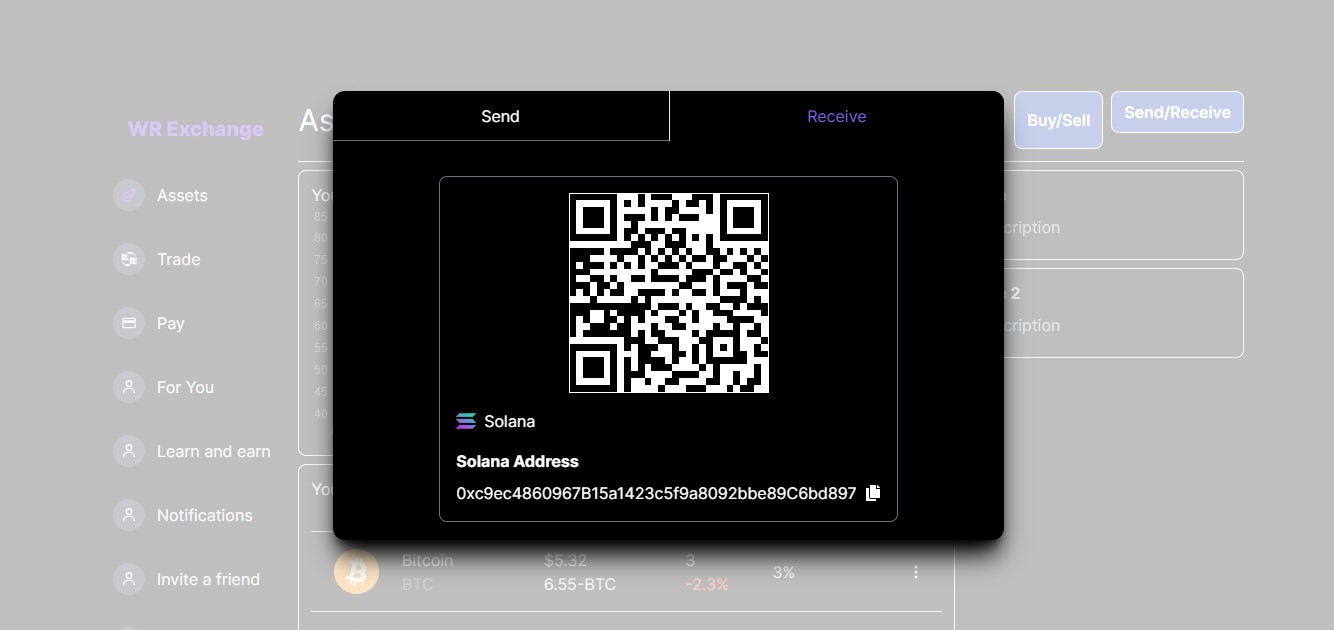 Send
Receive
WR Exchange
As
Buy/Sell
Send/Receive
Assets
Trade
Pay
For You
Learn and earn
Notifications
Invite a friend
You
85
80
75
70
65
60
55
50
45
40
cription
2
cription
Solana
Solana Address
0xc9ec4860967B15a1423c5f9a8092bbe89C6bd897
You
Bitcoin
$5.32
3
3%
BTC
6.55-BTC
-2.3%